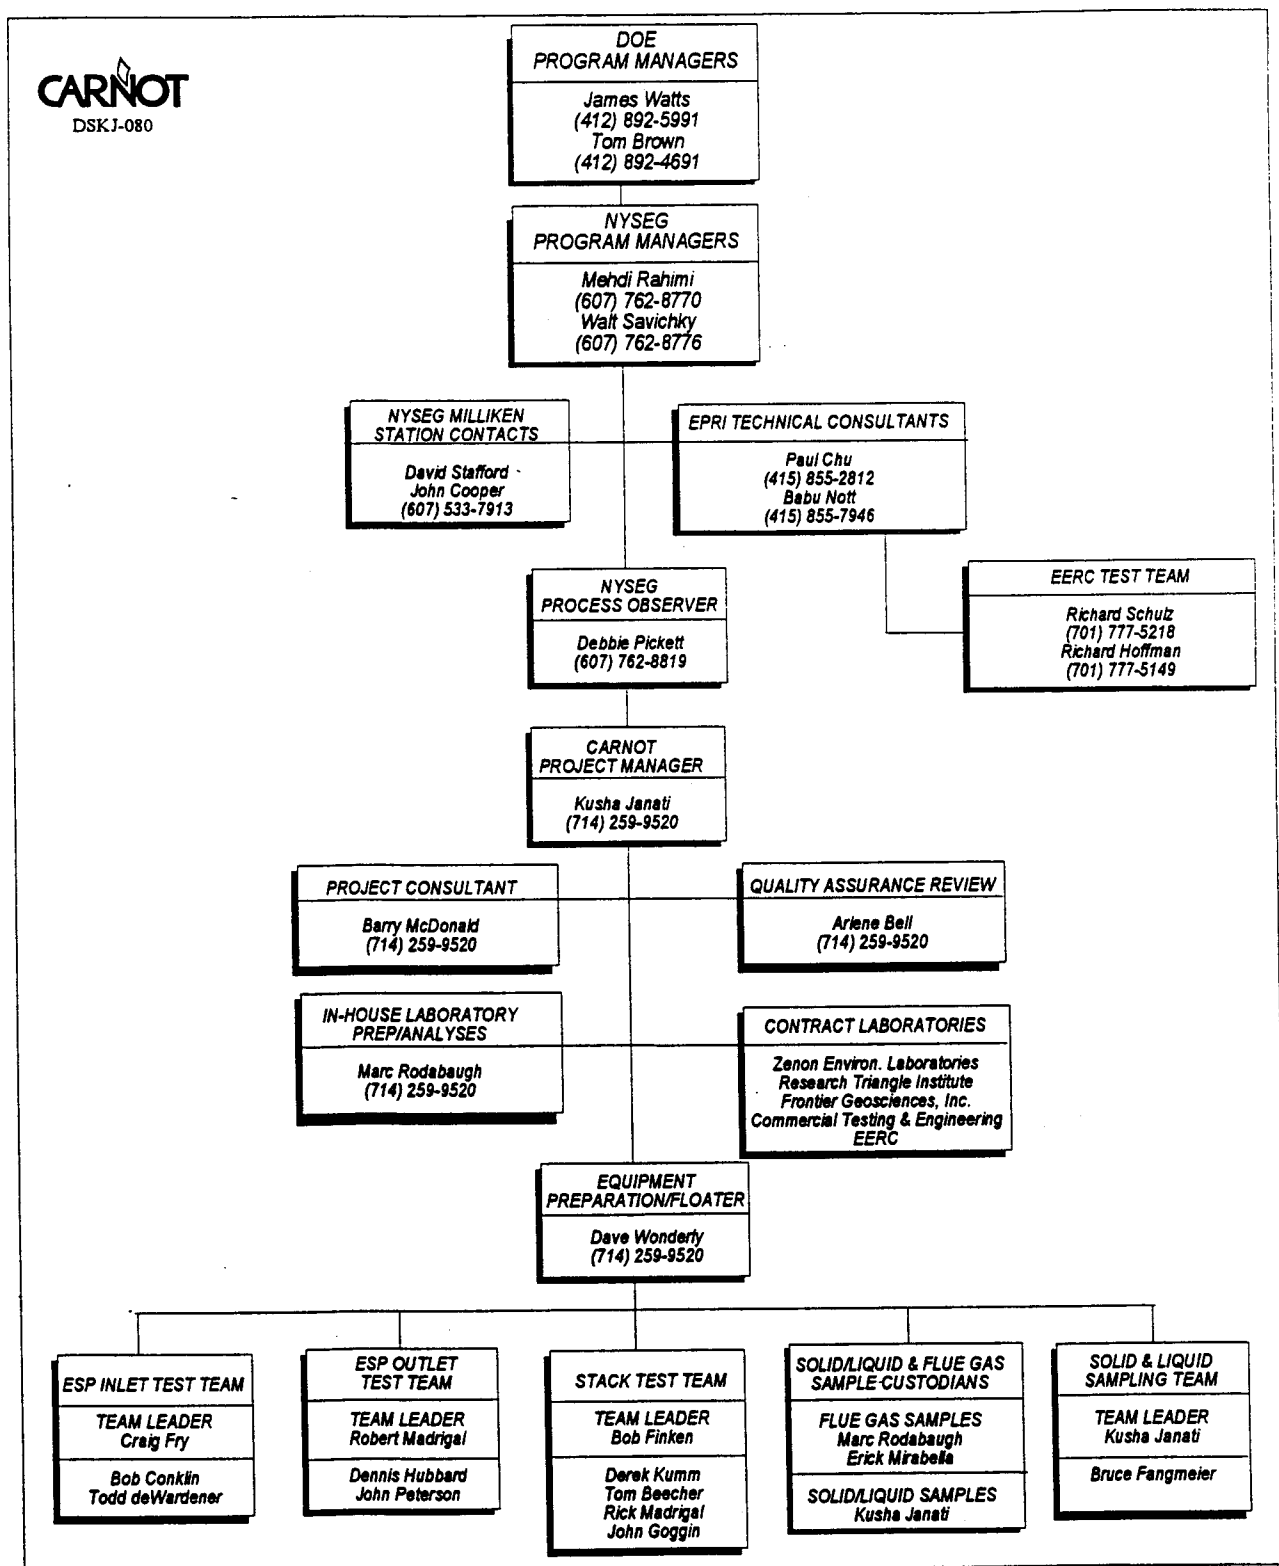 CARNOT
DSKJ-080
DOE
PROGRAM MANAGERS
James Watts
(412) 892-5991
Tom Brown
(412) 892-4691
NYSEG
PROGRAM MANAGERS
Mehdi Rahimi
(607) 762-8770
Walt Savichky
(607) 762-8776
NYSEG MILLIKEN
STATION CONTACTS
David Stafford
John Cooper
(607) 533-7913
EPRI TECHNICAL CONSULTANTS
Paul Chu
(415) 855-2812
Babu Nott
(415) 855-7946
EERC TEST TEAM
Richard Schulz
(701) 777-5218
Richard Hoffman
(701) 777-5149
NYSEG
PROCESS OBSERVER
Debbie Pickett
(607) 762-8819
CARNOT
PROJECT MANAGER
Kusha Janati
(714) 259-9520
PROJECT CONSULTANT
Barry McDonald
(714) 259-9520
QUALITY ASSURANCE REVIEW
Arlene Bell
(714) 259-9520
IN-HOUSE LABORATORY
PREP/ANALYSES
Marc Rodabaugh
(714) 259-9520
CONTRACT LABORATORIES
Zenon Environ. Laboratories
Research Triangle Institute
Frontier Geosciences, Inc.
Commercial Testing & Engineering
EERC
EQUIPMENT
PREPARATION/FLOATER
Dave Wonderly
(714) 259-9520
ESP INLET TEST TEAM
TEAM LEADER
Craig Fry
Bob Conklin
Todd deWardener
ESP OUTLET
TEST TEAM
TEAM LEADER
Robert Madrigal
Dennis Hubbard
John Peterson
STACK TEST TEAM
TEAM LEADER
Bob Finken
Derek Kumm
Tom Beecher
Rick Madrigal
John Goggin
SOLID/LIQUID & FLUE GAS
SAMPLE-CUSTODIANS
FLUE GAS SAMPLES
Marc Rodabaugh
Erick Mirabella
SOLID/LIQUID SAMPLES
Kusha Janati
SOLID & LIQUID
SAMPLING TEAM
TEAM LEADER
Kusha Janati
Bruce Fangmeier